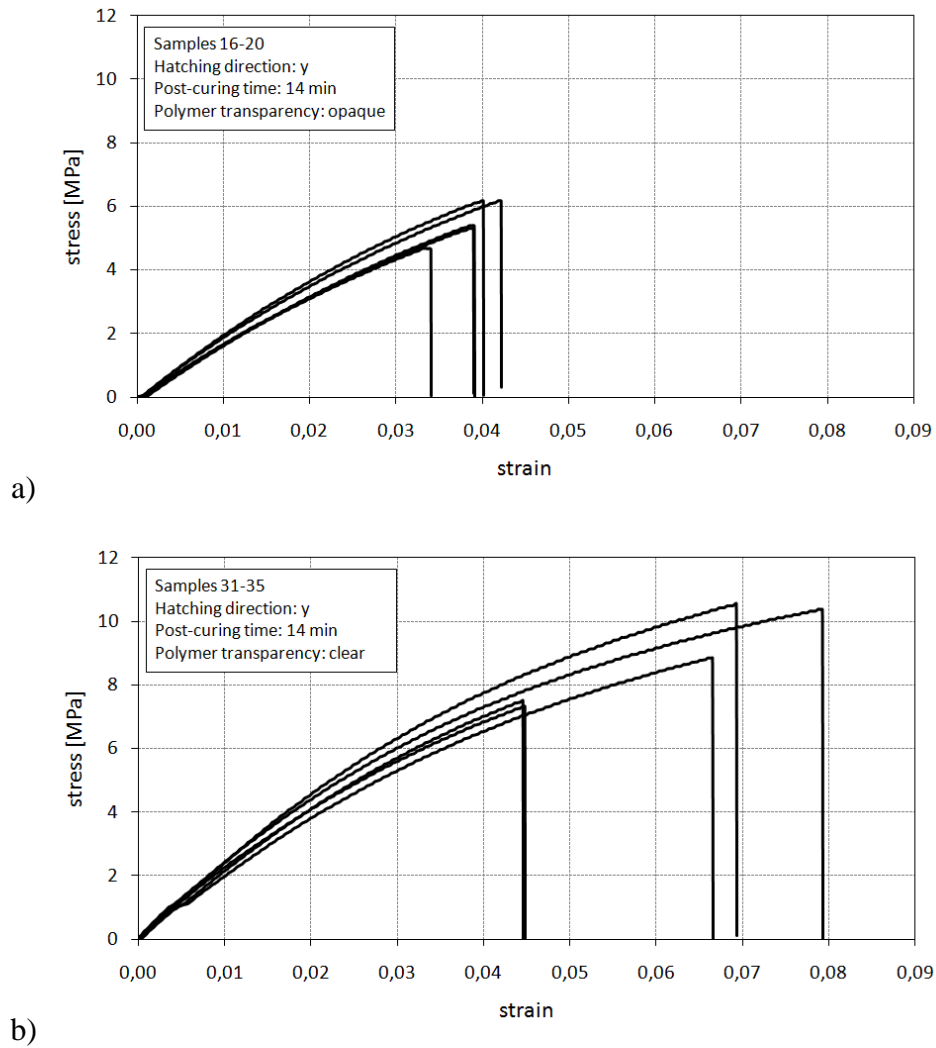 12
10
8
6
4
2
0
stress [MPa]
Samples 16-20
Hatching direction: y
Post-curing time: 14 min
Polymer transparency: opaque
0,00 0,01 0,02 0,03 0,04 0,05 0,06 0,07 0,08 0,09
strain
a)
12
10
8
6
4
2
0
stress [MPa]
Samples 31-35
Hatching direction: y
Post-curing time: 14 min
Polymer transparency: clear
0,00 0,01 0,02 0,03 0,04 0,05 0,06 0,07 0,08 0,09
strain
b)